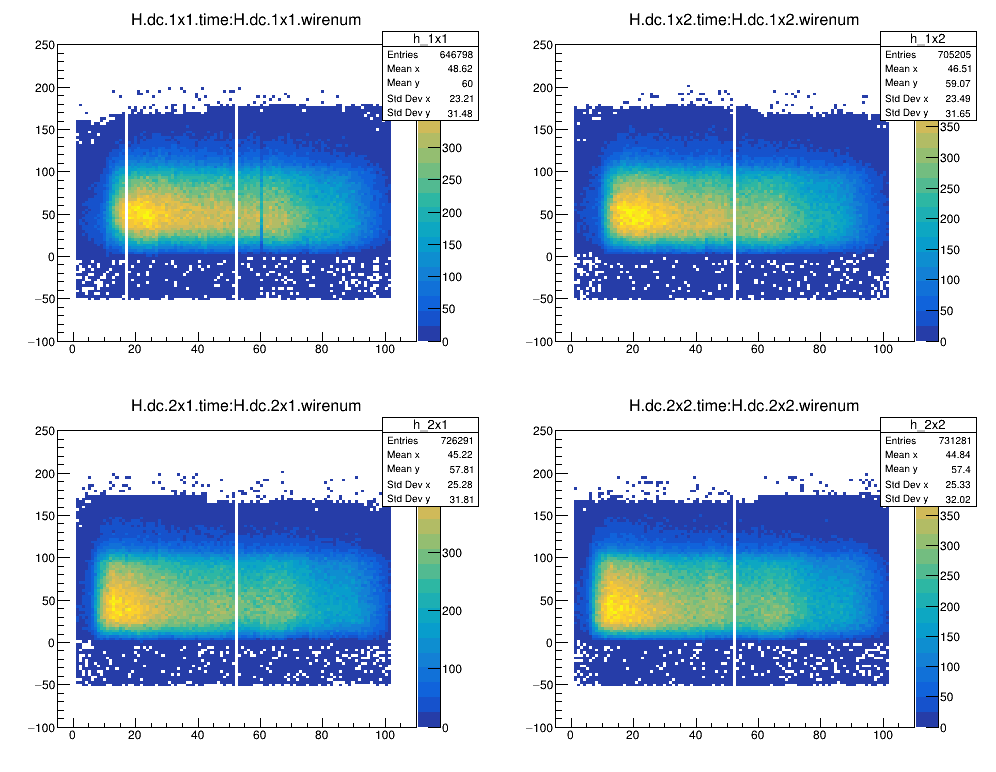 H.dc.1x1.time:H.dc.1x1.wirenum
h_1x1
Entries 646798
Mean x 48.62
Mean y 60
Std Dev x 23.21
Std Dev y 31.48
250
200
150
100
50
0
−50
−100
0 20 40 60 80 100
300
250
200
150
100
50
0
H.dc.1x2.time:H.dc.1x2.wirenum
h_1x2
Entries 705205
Mean x 46.51
Mean y 59.07
Std Dev x 23.49
Std Dev y 31.65
250
200
150
100
50
0
−50
−100
0 20 40 60 80 100
350
300
250
200
150
100
50
0
H.dc.2x1.time:H.dc.2x1.wirenum
h_2x1
Entries 726291
Mean x 45.22
Mean y 57.81
Std Dev x 25.28
Std Dev y 31.81
250
200
150
100
50
0
−50
−100
0 20 40 60 80 100
300
200
100
0
H.dc.2x2.time:H.dc.2x2.wirenum
h_2x2
Entries 731281
Mean x 44.84
Mean y 57.4
Std Dev x 25.33
Std Dev y 32.02
250
200
150
100
50
0
−50
−100
0 20 40 60 80 100
350
300
250
200
150
100
50
0